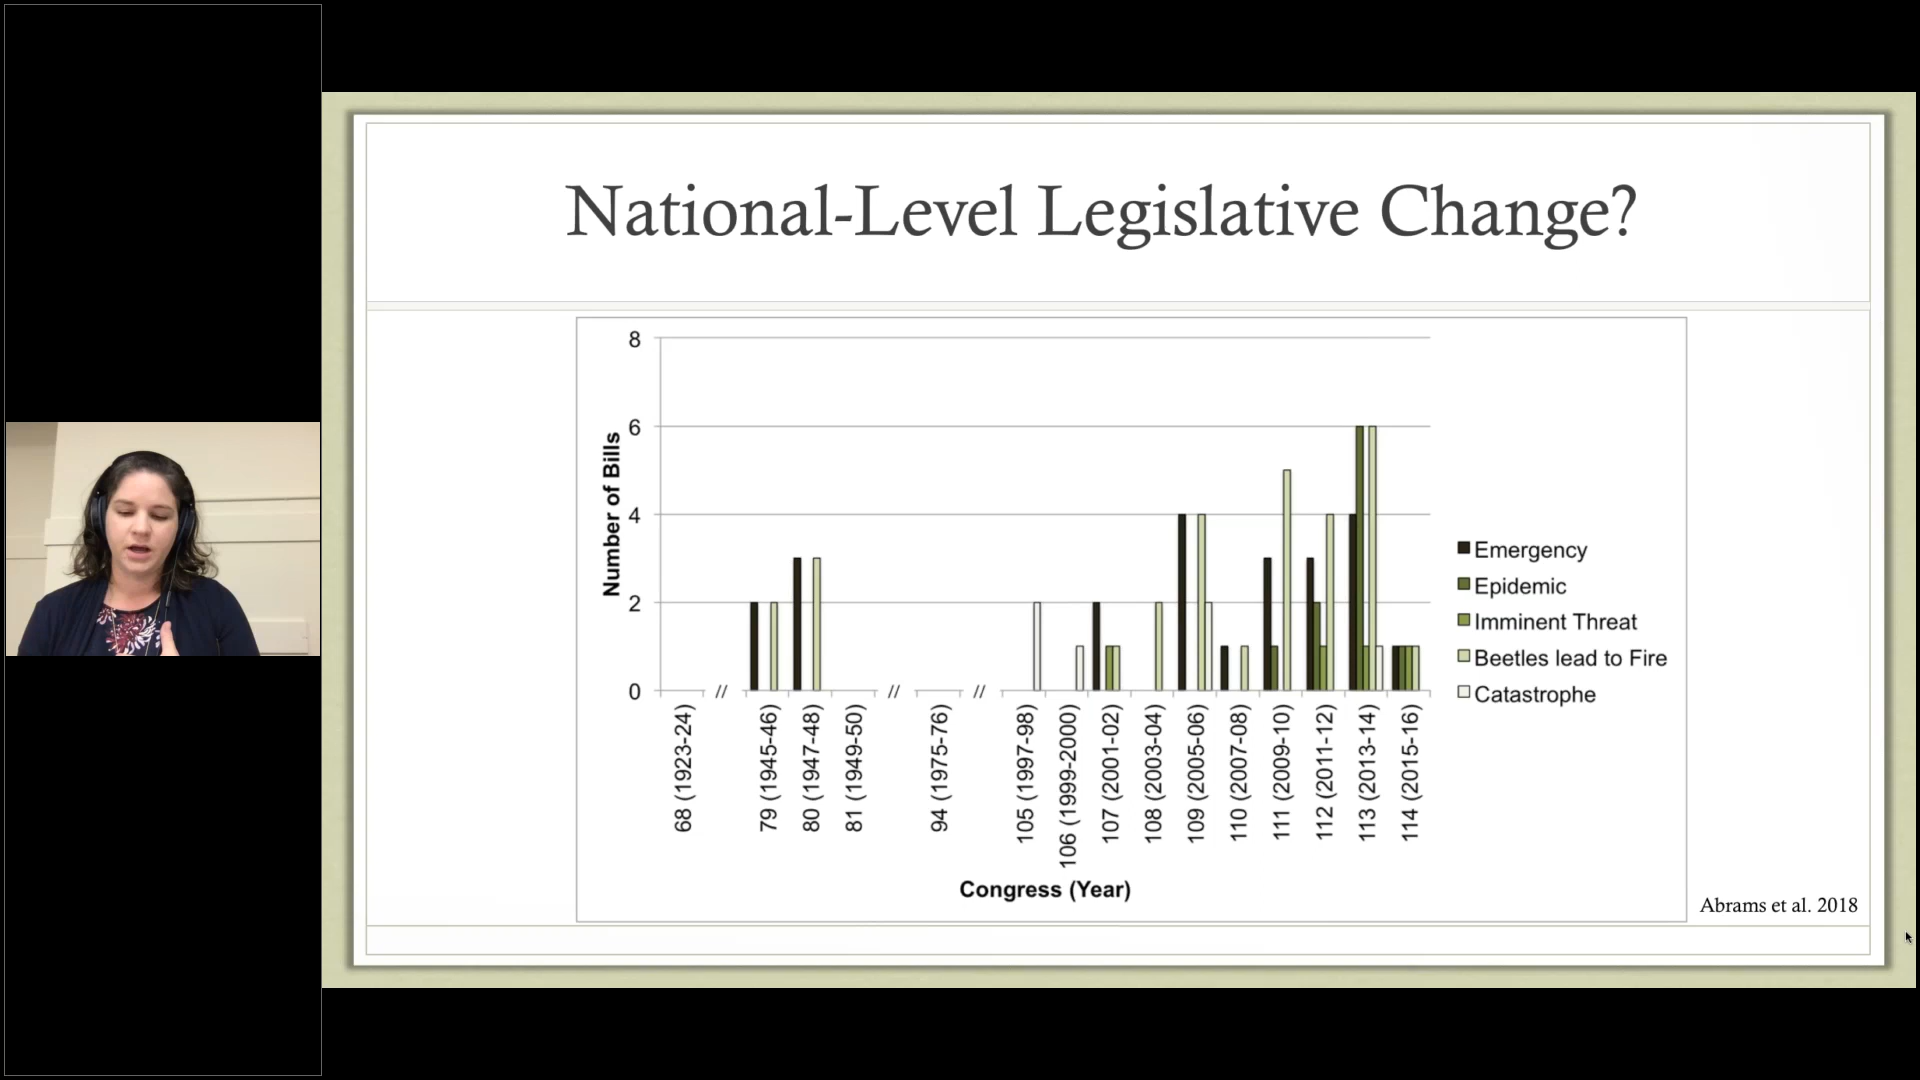 National-Level Legislative Change?
8
6
4
2
0
Number of Bills
//
//
//
68 (1923-24)
79 (1945-46)
80 (1947-48)
81 (1949-50)
94 (1975-76)
105 (1997-98)
106 (1999-2000)
107 (2001-02)
108 (2003-04)
109 (2005-06)
110 (2007-08)
111 (2009-10)
112 (2011-12)
113 (2013-14)
114 (2015-16)
Congress (Year)
Emergency
Epidemic
Imminent Threat
Beetles lead to Fire
Catastrophe
Abrams et al. 2018